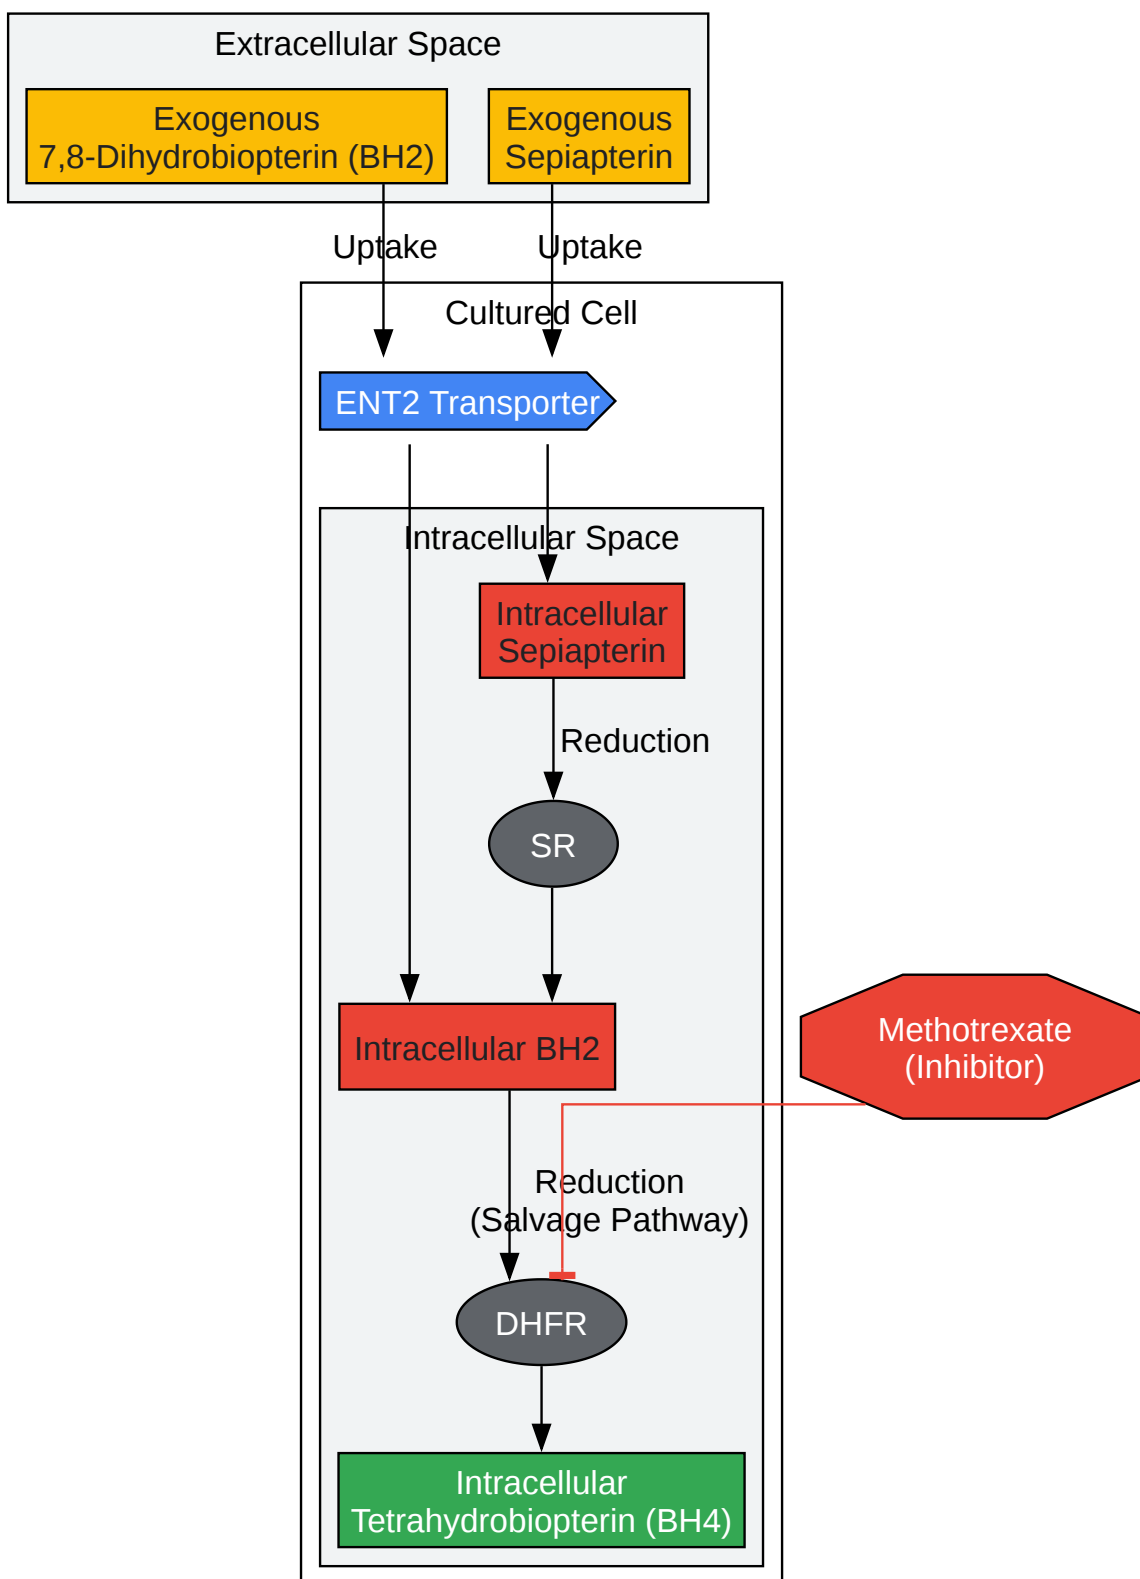 Extracellular Space
Exogenous
7,8-Dihydrobiopterin (BH2)
Exogenous
Sepiapterin
Uptake
Uptake
Cultured Cell
ENT2 Transporter
Intracellular Space
Intracellular
Sepiapterin
Reduction
SR
Intracellular BH2
Methotrexate
(Inhibitor)
Reduction
(Salvage Pathway)
DHFR
Intracellular
Tetrahydrobiopterin (BH4)